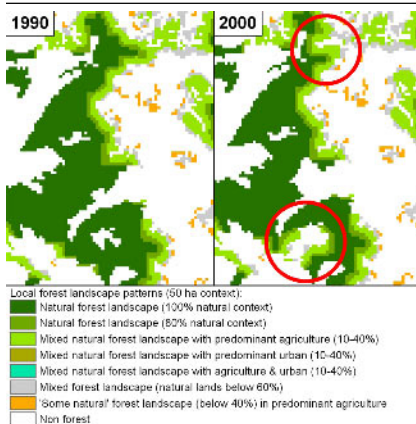 1990
2000
Local forest landscape patterns (50 ha context):
Natural forest landscape (100% natural context)
Natural forest landscape (60% natural context)
Mixed natural forest landscape with predominant agriculture (10-40%)
Mixed natural forest landscape with predominant urban (10-40%)
Mixed natural forest landscape with agriculture & urban (10-40%)
Mixed forest landscape (natural lands below 60%)
'Some natural' forest landscape (below 40%) in predominant agriculture
Non forest